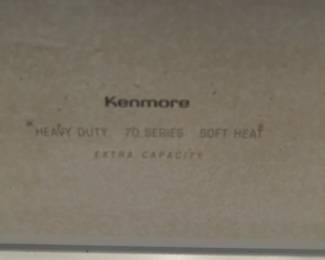 Kenmore
HEAVY DUTY 70 SERIES SOFT HEAT
EXTRA CAPACITY